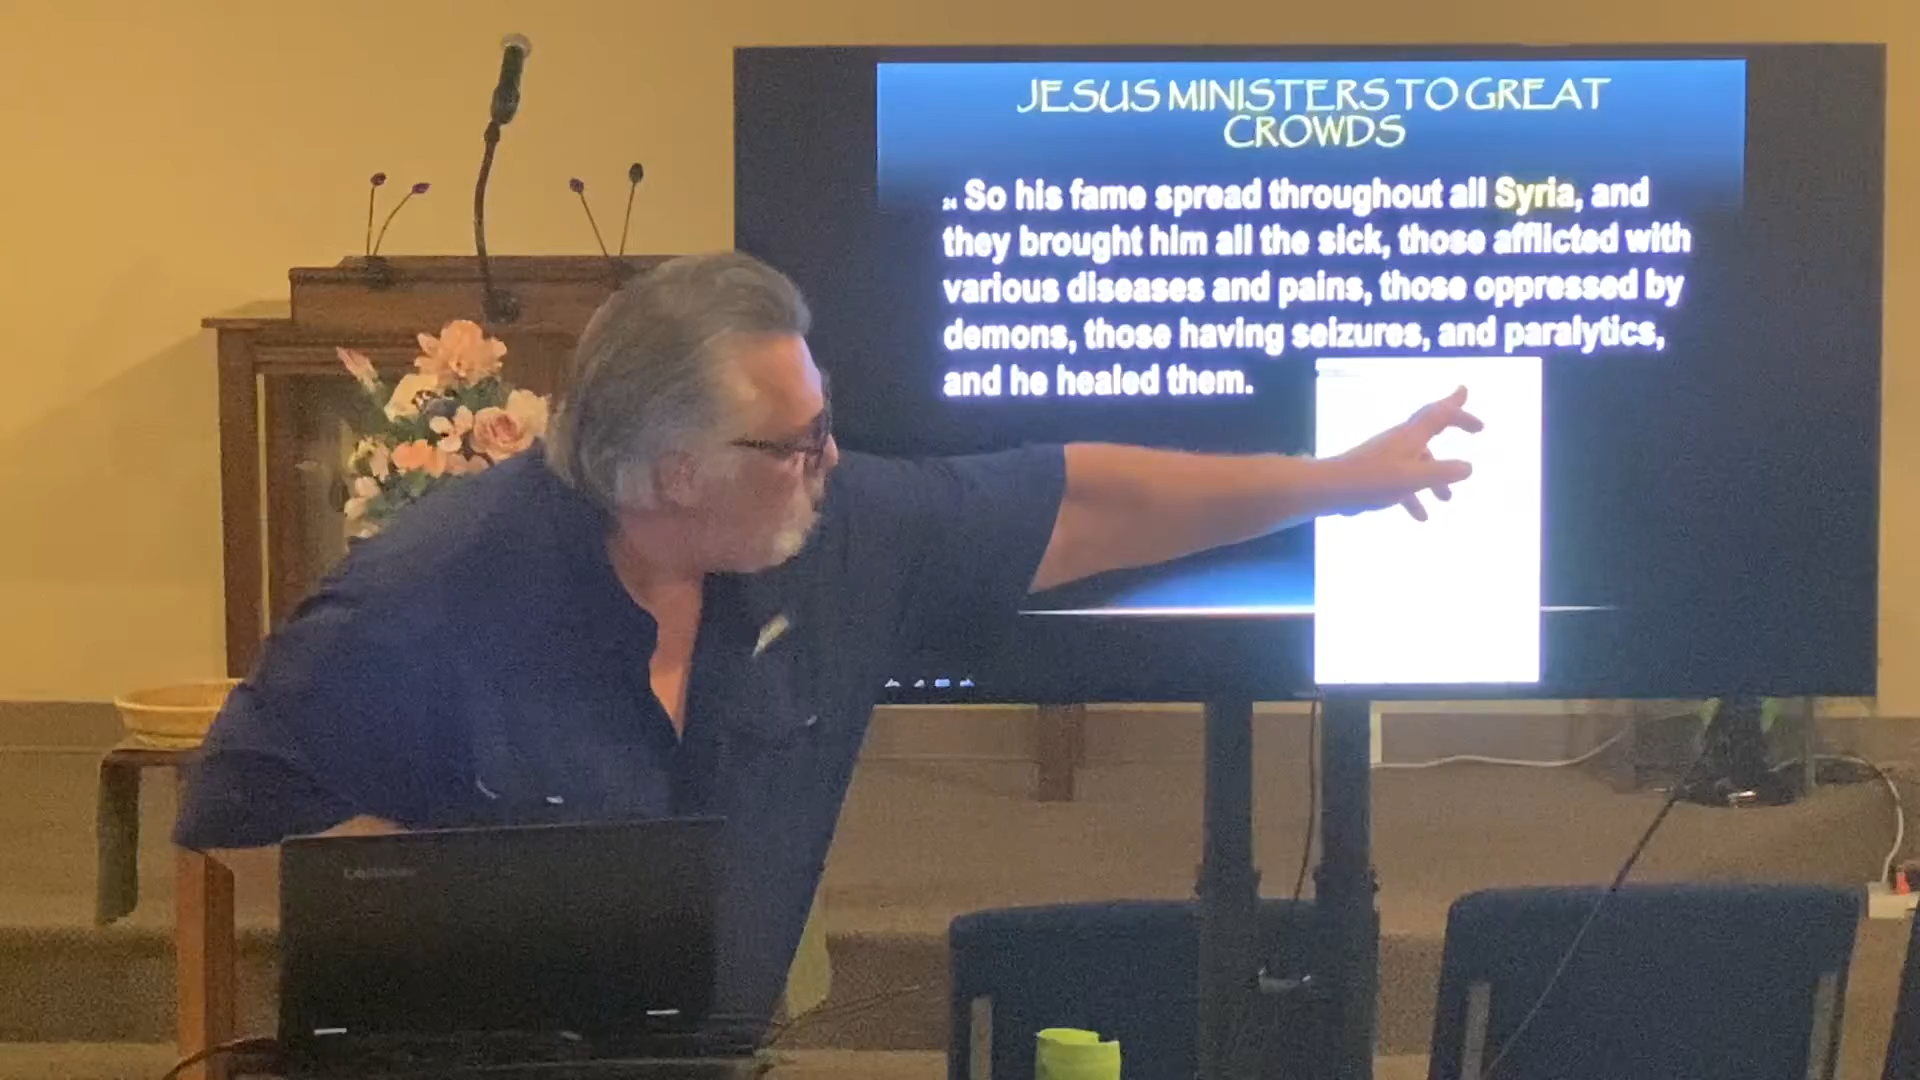 JESUS MINISTERS TO GREAT
CROWDS
24 So his fame spread throughout all Syria, and
they brought him all the sick, those afflicted with
various diseases and pains, those oppressed by
demons, those having seizures, and paralytics,
and he healed them.